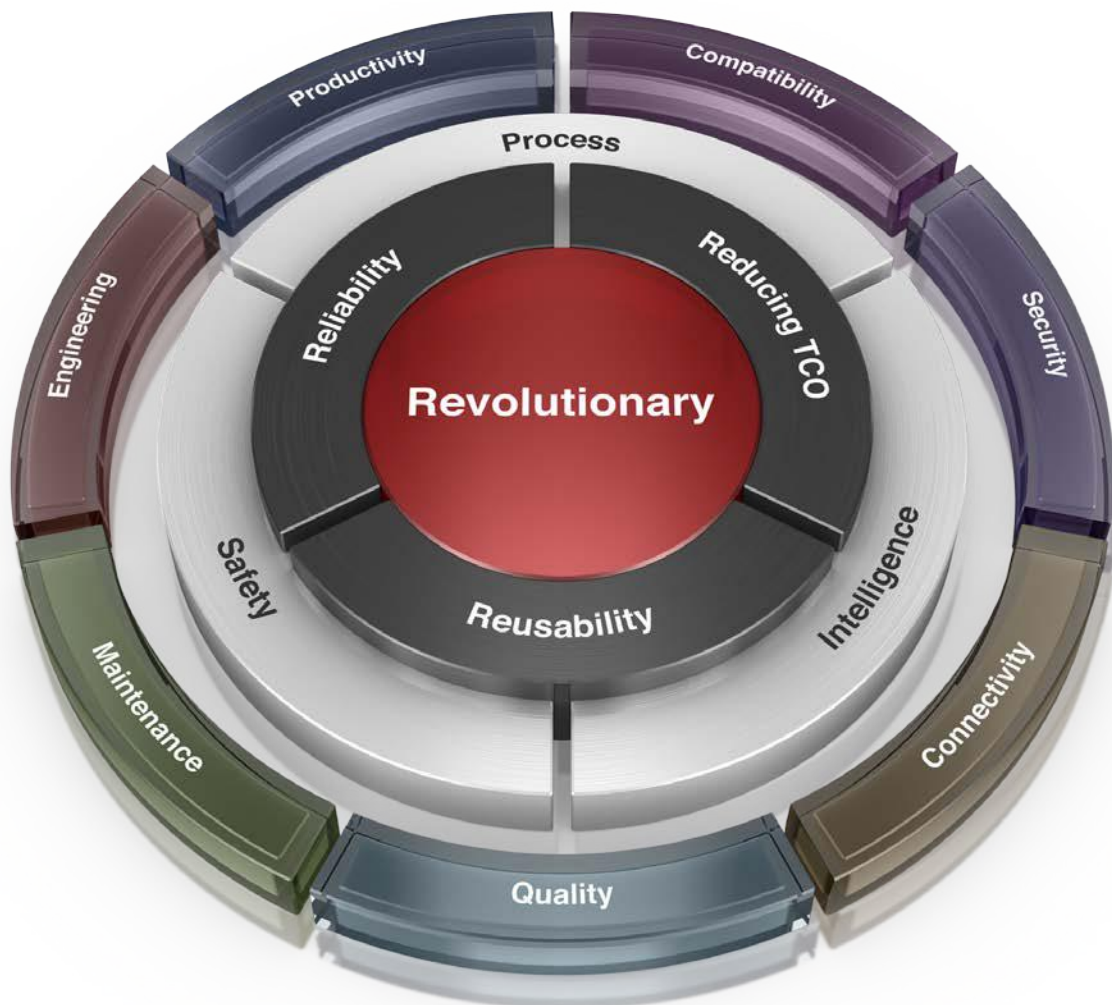 Productivity
Compatibility
Process
Reliability
Reducing TCO
Engineering
Security
Revolutionary
Safety
Intelligence
Reusability
Maintenance
Connectivity
Quality